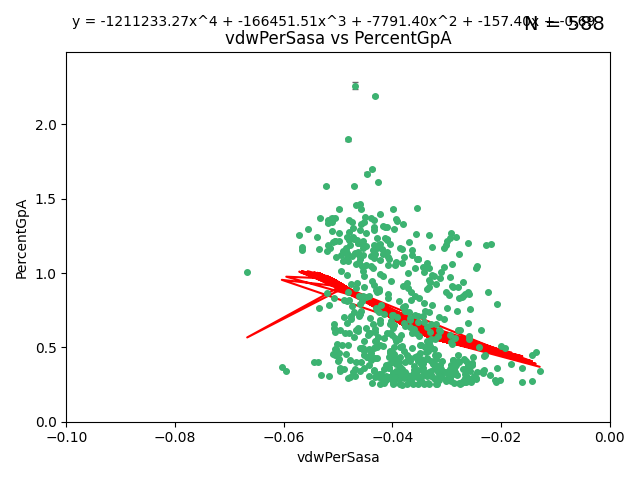 y = -1211233.27x^4 + -166451.51x^3 + -7791.40x^2 + -157.40x + -0.69
N = 588
vdwPerSasa vs PercentGpA
PercentGpA
2.0
1.5
1.0
0.5
0.0
−0.10 −0.08 −0.06 −0.04 −0.02 0.00
vdwPerSasa